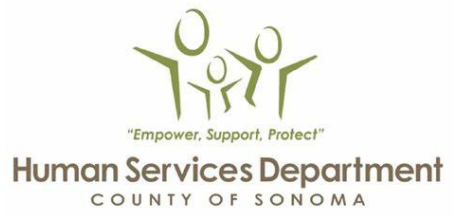 "Empower, Support, Protect"
Human Services Department
COUNTY OF SONOMA